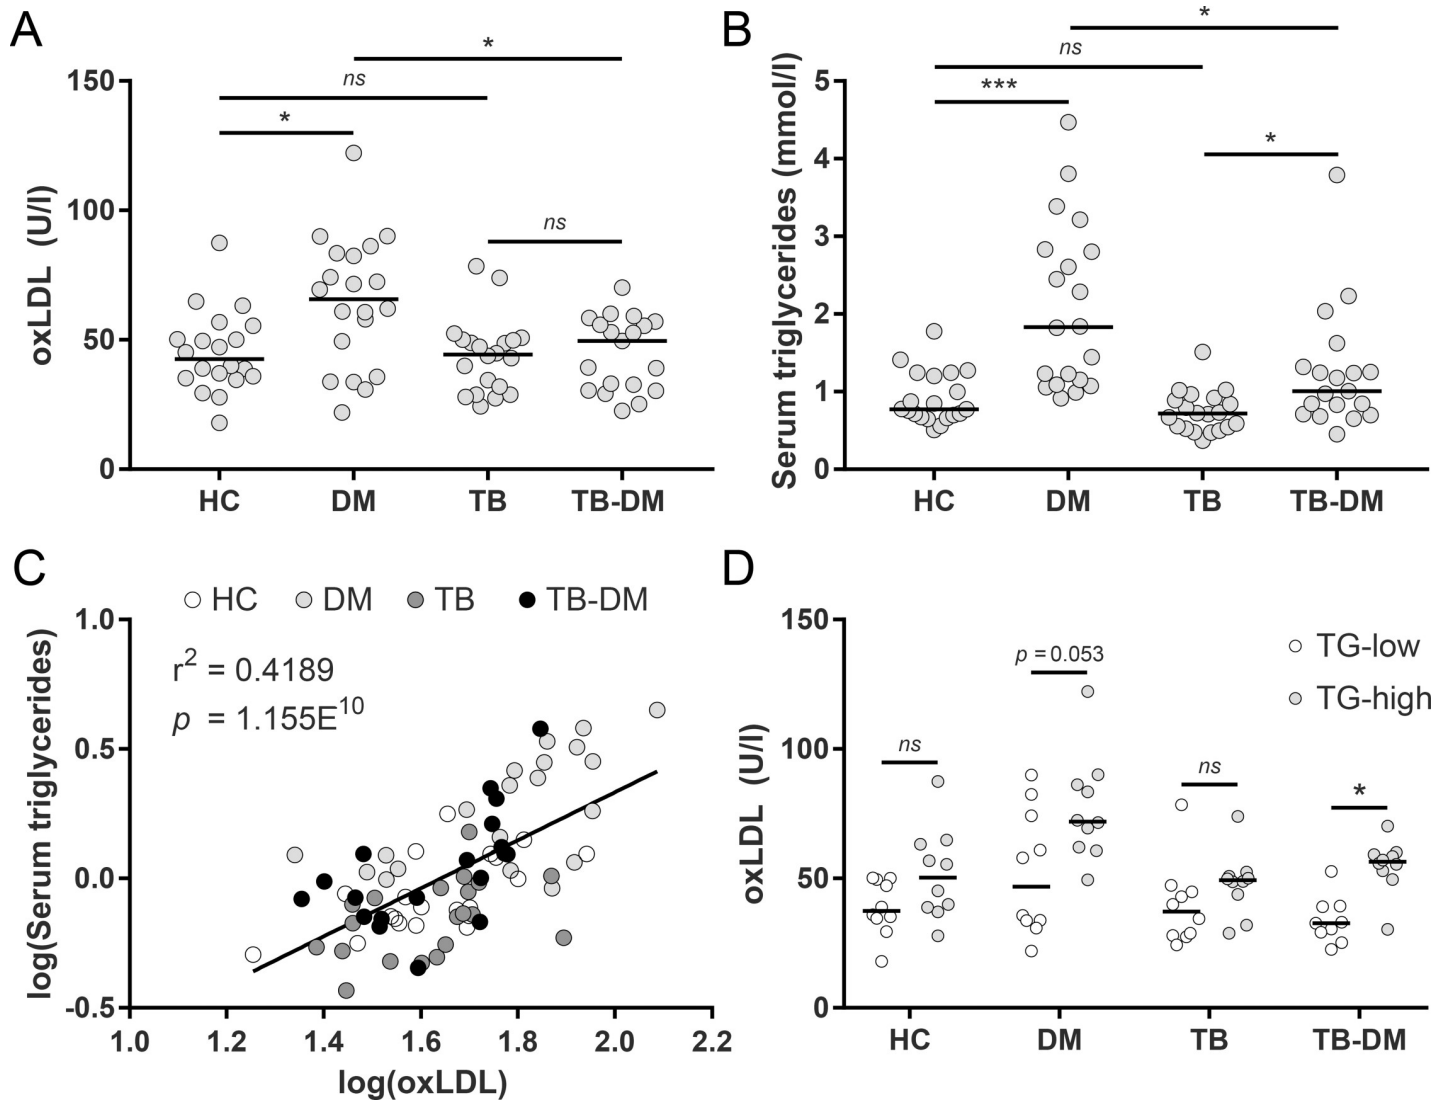 A
oxLDL (U/l)
150
100
50
0
*
ns
*
ns
HC DM TB TB-DM
B
Serum triglycerides (mmol/l)
5
4
3
2
1
0
*
ns
***
*
HC DM TB TB-DM
C
HC DM TB TB-DM
r2 = 0.4189
p = 1.155E10
log(Serum triglycerides)
1.0
0.5
0.0
-0.5
1.0 1.2 1.4 1.6 1.8 2.0 2.2
log(oxLDL)
D
oxLDL (U/l)
150
100
50
0
TG-low
TG-high
ns
p = 0.053
ns
*
HC DM TB TB-DM